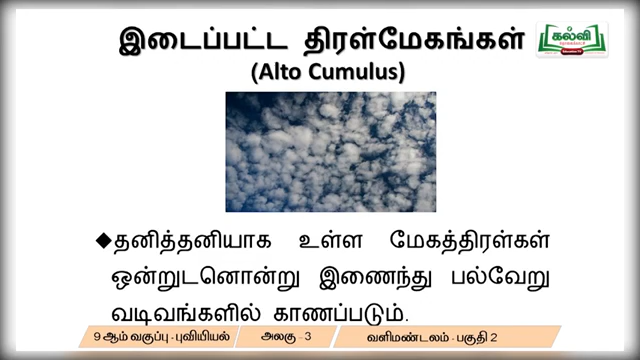 இடைப்பட்ட திரள்மேகங்கள்
(Alto Cumulus)
கல்வி
தனித்தனியாக உள்ள மேகத்திரள்கள்
ஒன்றுடனொன்று இணைந்து பல்வேறு
வடிவங்களில் காணப்படும்.
9 ஆம் வகுப்பு - புவியியல்
அலகு - 3
வளிமண்டலம் - பகுதி 2